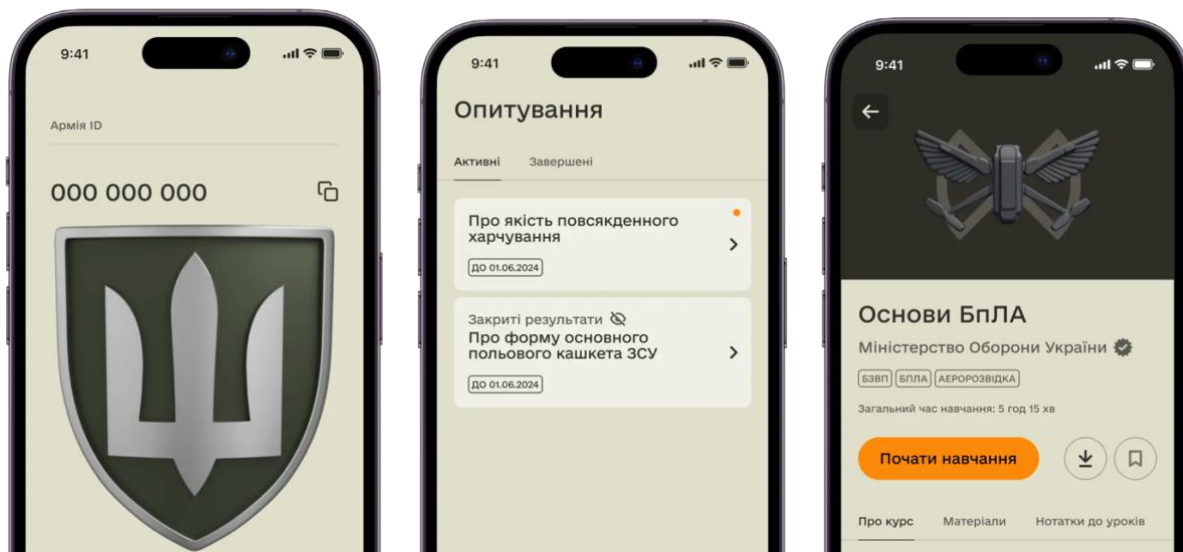 9:41
Армія ID
000 000 000
9:41
Опитування
Активні Завершені
Про якість повсякденного
харчування
ДО 01.06.2024
Закриті результати
Про форму основного
польового кашкета ЗСУ
ДО 01.06.2024
9:41
Основи БпЛА
Міністерство Оборони України
БЗВП БПЛА АЕРОРОЗВІДКА
Загальний час навчання: 5 год 15 хв
Почати навчання
Про курс Матеріали Нотатки до уроків